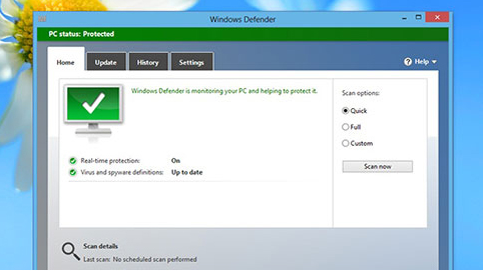 Windows Defender
PC status: Protected
Home Update History Settings Help
Windows Defender is monitoring your PC and helping to protect it.
Scan options:
Quick
Full
Custom
Scan now
Real-time protection: On
Virus and spyware definitions: Up to date
Scan details
Last scan: No scheduled scan performed